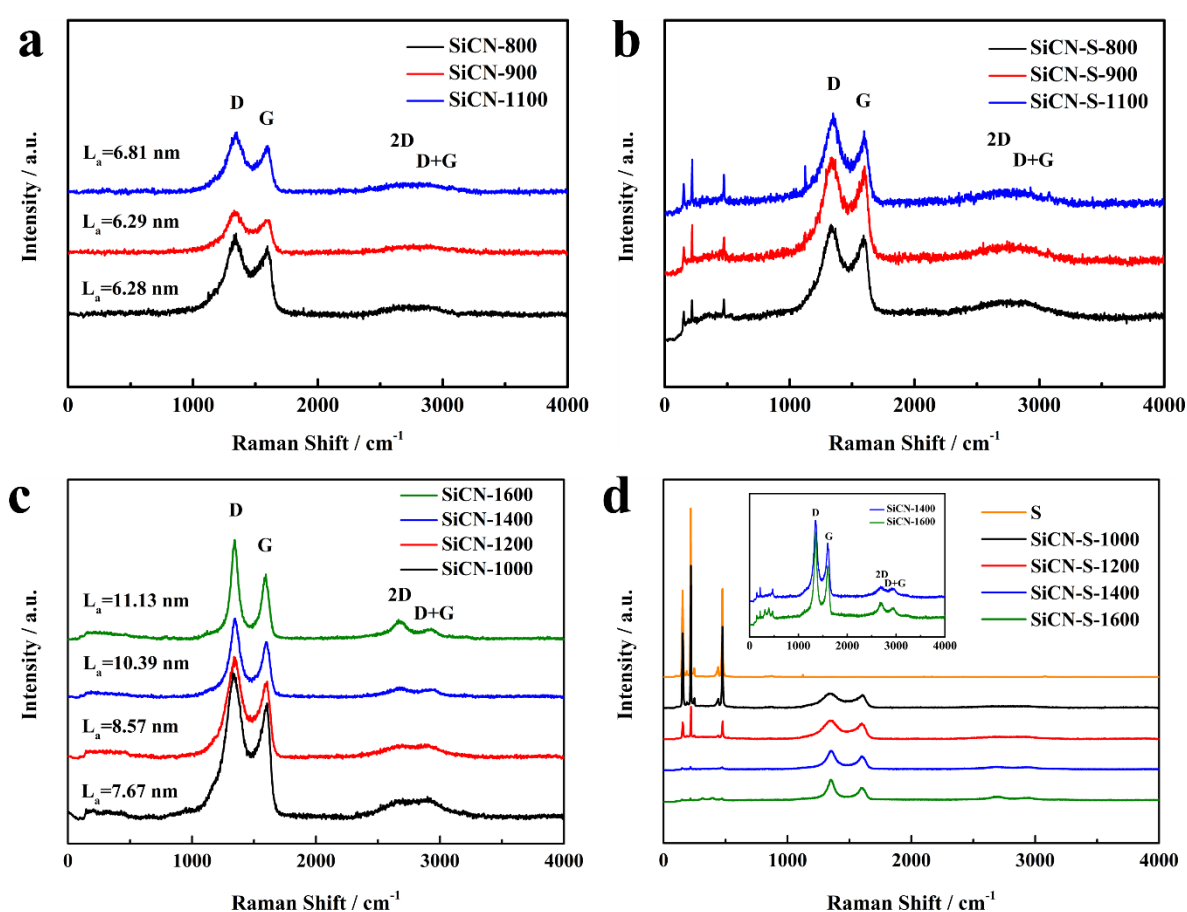 a
SiCN-800
SiCN-900
SiCN-1100
D
G
2D
D+G
La=6.81 nm
La=6.29 nm
La=6.28 nm
Intensity / a.u.
0 1000 2000 3000 4000
Raman Shift / cm-1
b
SiCN-S-800
SiCN-S-900
SiCN-S-1100
D
G
2D
D+G
Intensity / a.u.
0 1000 2000 3000 4000
Raman Shift / cm-1
c
SiCN-1600
SiCN-1400
SiCN-1200
SiCN-1000
D
G
2D
D+G
La=11.13 nm
La=10.39 nm
La=8.57 nm
La=7.67 nm
Intensity / a.u.
0 1000 2000 3000 4000
Raman Shift / cm-1
d
S
SiCN-S-1000
SiCN-S-1200
SiCN-S-1400
SiCN-S-1600
SiCN-1400
SiCN-1600
D
G
2D
D+G
0 1000 2000 3000 4000
Intensity / a.u.
0 1000 2000 3000 4000
Raman Shift / cm-1